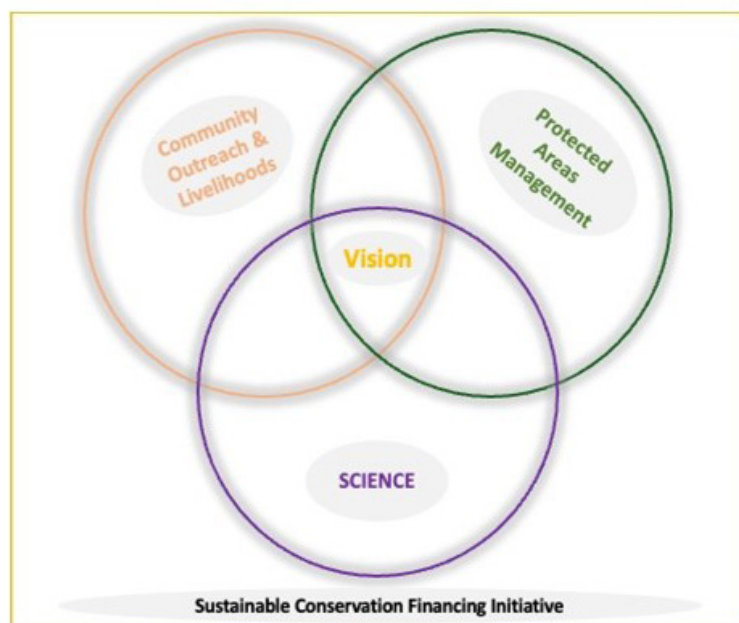 Community
Outreach &
Livelihoods
Protected
Areas
Management
Vision
SCIENCE
Sustainable Conservation Financing Initiative